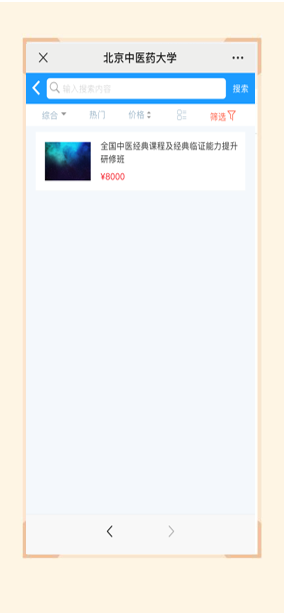 北京中医药大学
输入搜索内容
搜索
综合
热门
价格
筛选
全国中医经典课程及经典临证能力提升
研修班
¥8000